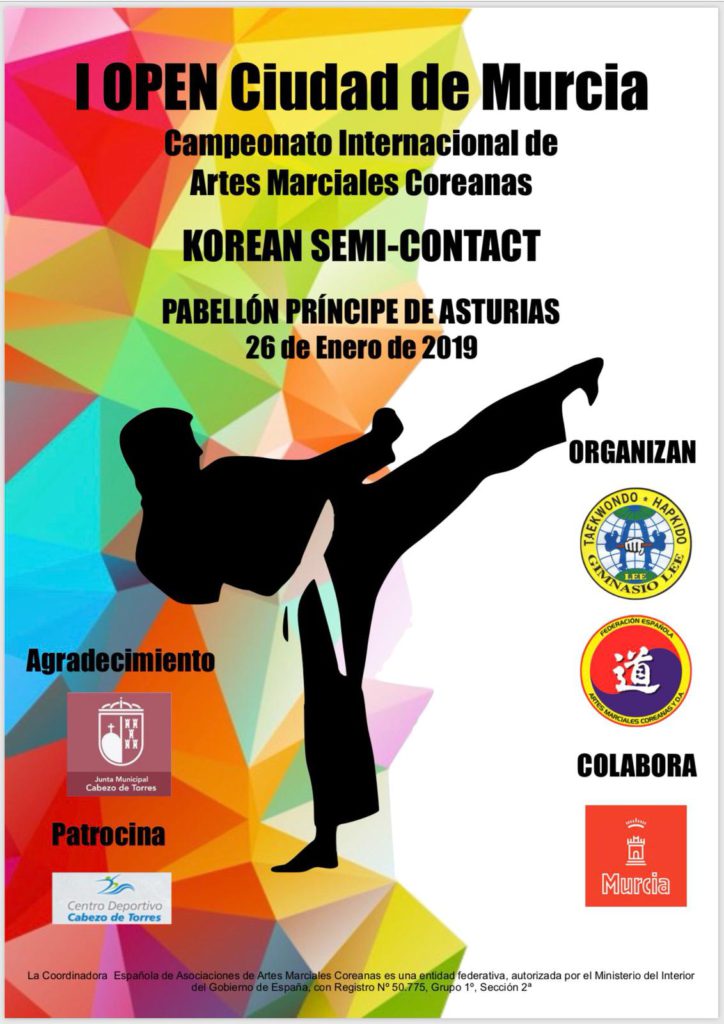 I OPEN Ciudad de Murcia
Campeonato Internacional de
Artes Marciales Coreanas
KOREAN SEMI-CONTACT
PABELLÓN PRÍNCIPE DE ASTURIAS
26 de Enero de 2019
ORGANIZAN
TAEKWONDO * HAPKIDO
LEE
GIMNASIO LEE
FEDERACIÓN ESPAÑOLA
道
ARTES MARCIALES COREANAS Y D.A.
Agradecimiento
Junta Municipal
Cabezo de Torres
COLABORA
Murcia
Patrocina
Centro Deportivo
Cabezo de Torres
La Coordinadora Española de Asociaciones de Artes Marciales Coreanas es una entidad federativa, autorizada por el Ministerio del Interior
del Gobierno de España, con Registro Nº 50.775, Grupo 1º, Sección 2ª